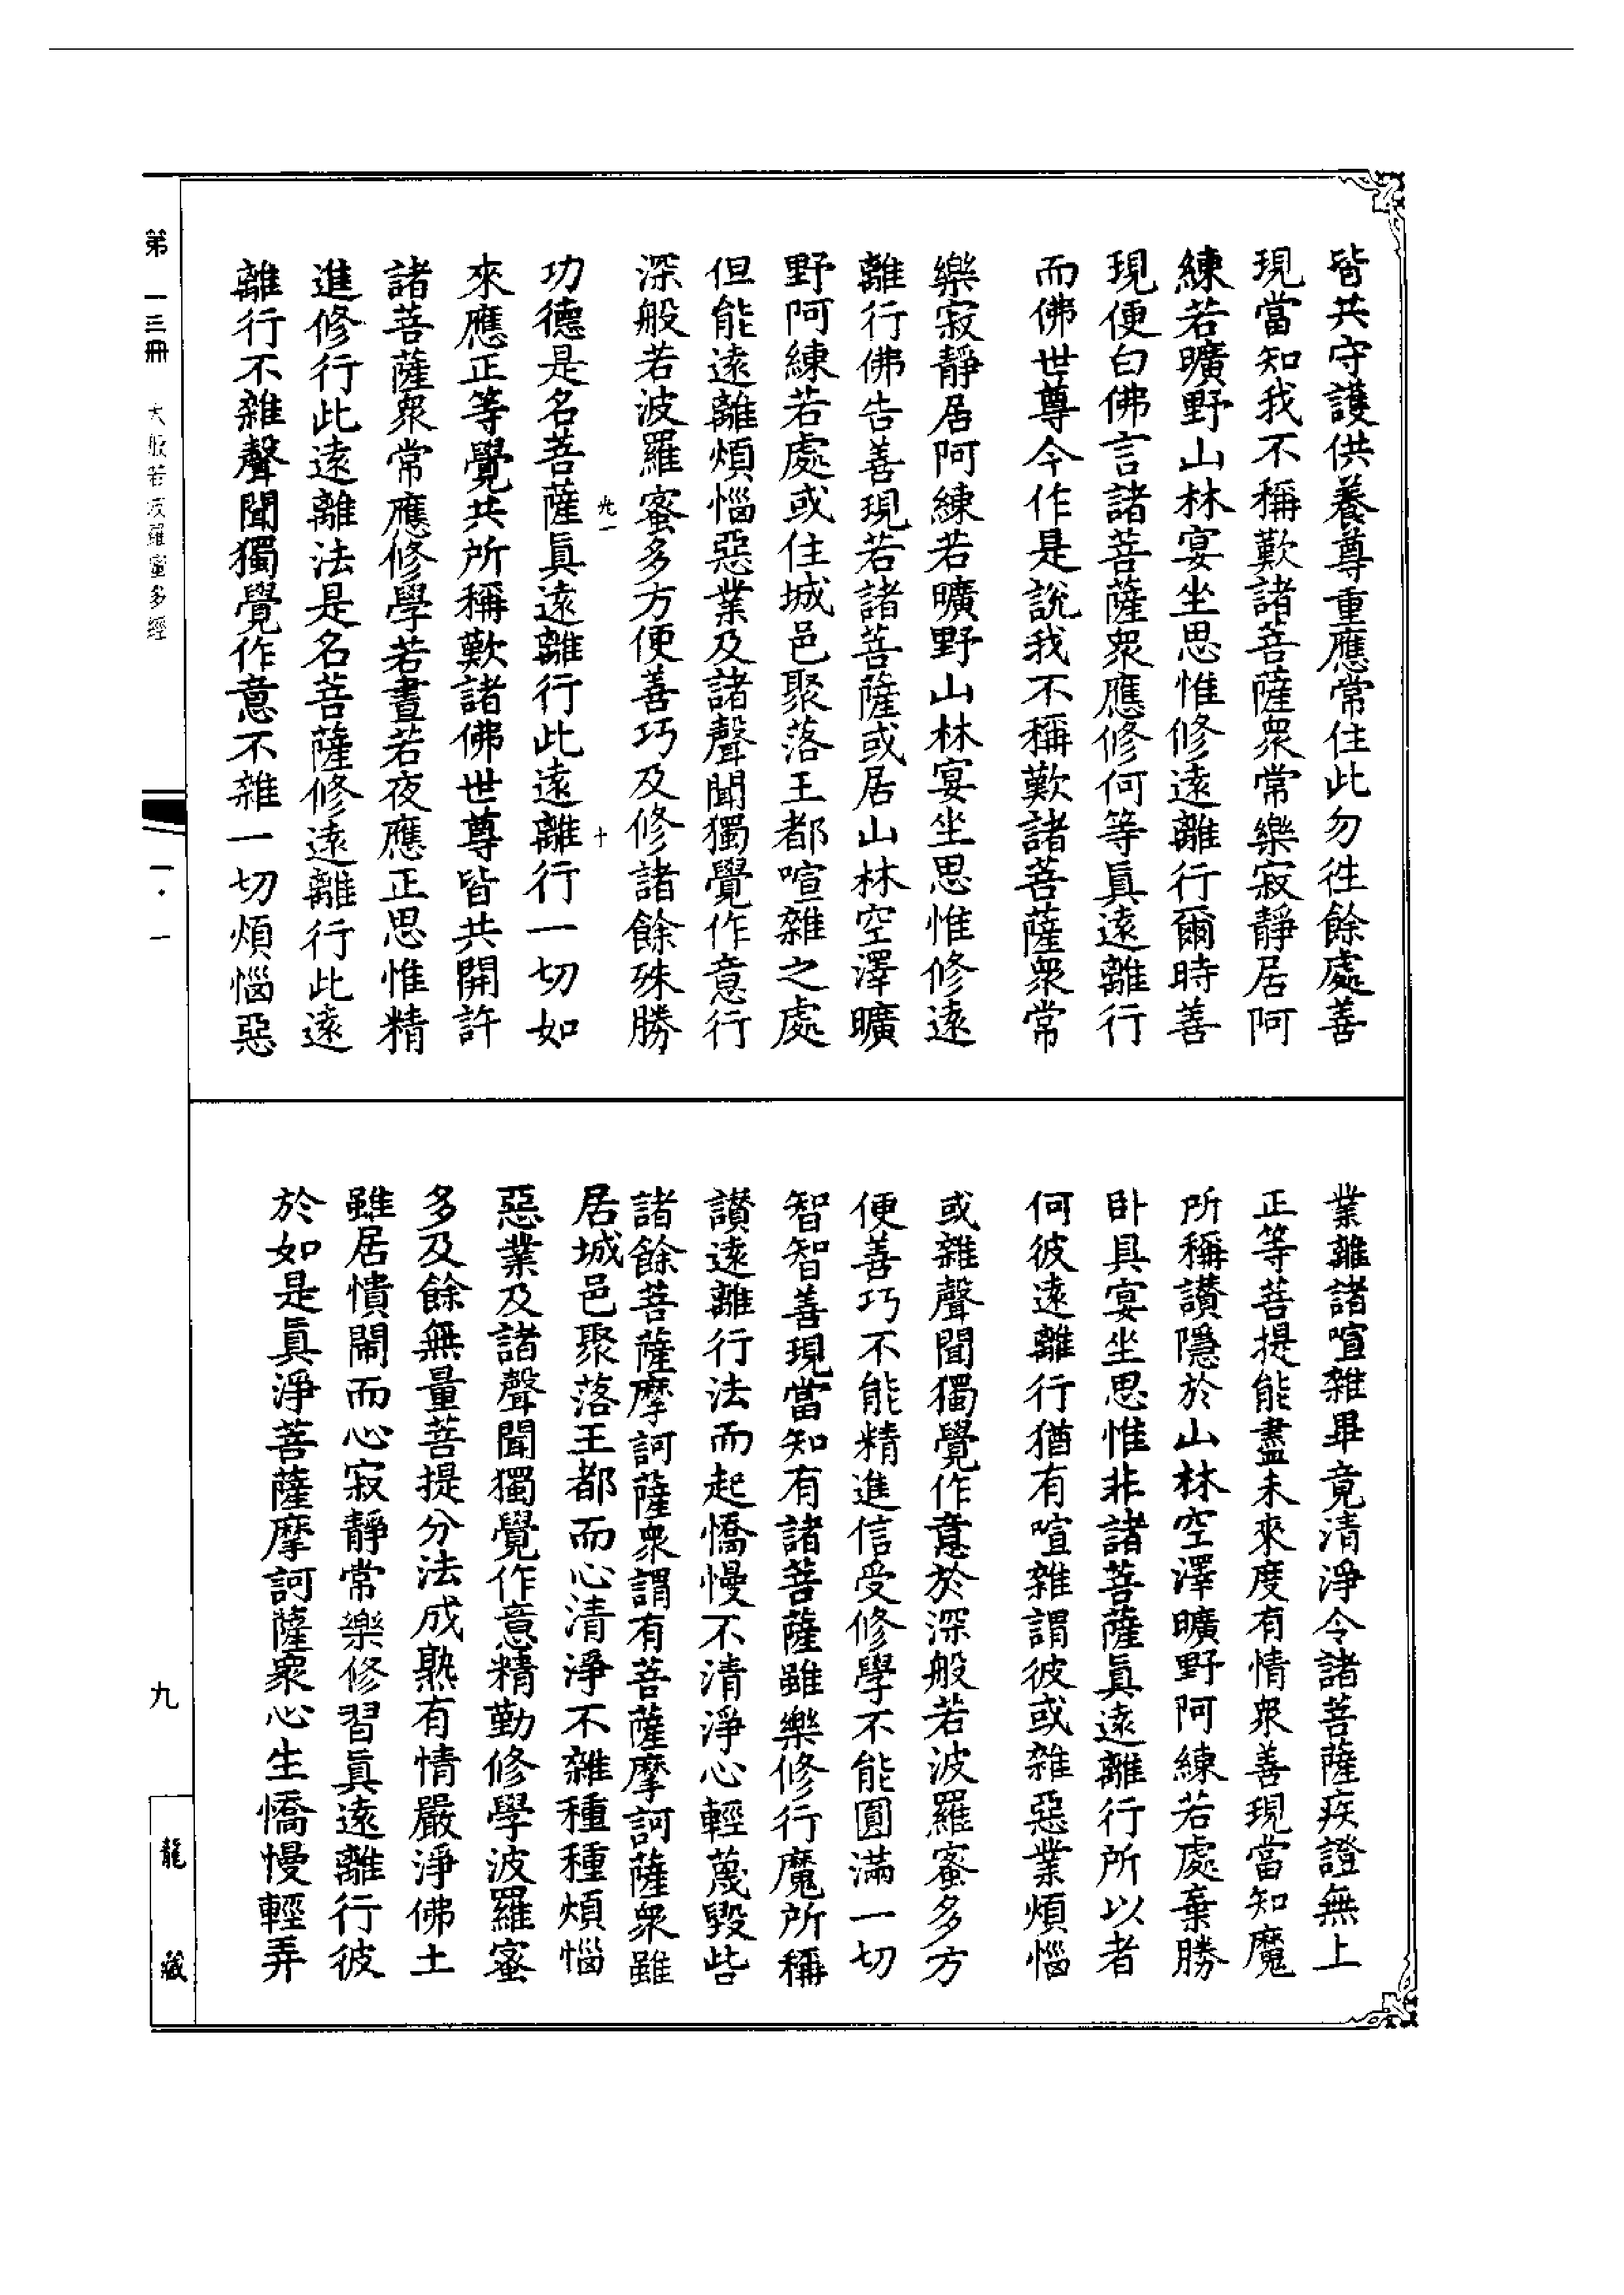 皆共守護供養尊重應常住此勿往餘處善
現當知我不稱歎諸菩薩眾常樂寂靜居阿
練若曠野山林宴坐思惟修遠離行爾時善
現便白佛言諸菩薩眾應修何等真遠離行
而佛世尊今作是說我不稱歎諸菩薩眾常
樂寂靜居阿練若曠野山林宴坐思惟修遠
離行佛告善現若諸菩薩或居山林空澤曠
野阿練若處或住城邑聚落王都喧雜之處
但能遠離煩惱惡業及諸聲聞獨覺作意行
深般若波羅蜜多方便善巧及修諸餘殊勝
功德是名菩薩真遠離行此遠離行一切如
來應正等覺共所稱歎諸佛世尊皆共開許
諸菩薩眾常應修學若晝若夜應正思惟精
進修行此遠離法是名菩薩修遠離行此遠
離行不雜聲聞獨覺作意不雜一切煩惱惡
業離諸喧雜畢竟清淨令諸菩薩疾證無上
正等菩提能盡未來度有情眾善現當知魔
所稱讚隱於山林空澤曠野阿練若處棄勝
臥具宴坐思惟非諸菩薩真遠離行所以者
何彼遠離行猶有喧雜謂彼或雜惡業煩惱
或雜聲聞獨覺作意於深般若波羅蜜多方
便善巧不能精進信受修學不能圓滿一切
智智善現當知有諸菩薩雖樂修行魔所稱
讚遠離行法而起憍慢不清淨心輕蔑毀呰
諸餘菩薩摩訶薩眾謂有菩薩摩訶薩眾雖
居城邑聚落王都而心清淨不雜種種煩惱
惡業及諸聲聞獨覺作意精勤修學波羅蜜
多及餘無量菩提分法成熟有情嚴淨佛土
雖居憒鬧而心寂靜常樂修習真遠離行彼
於如是真淨菩薩摩訶薩眾心生憍慢輕弄
第一三冊 大般若波羅蜜多經
一·一
九
龍藏